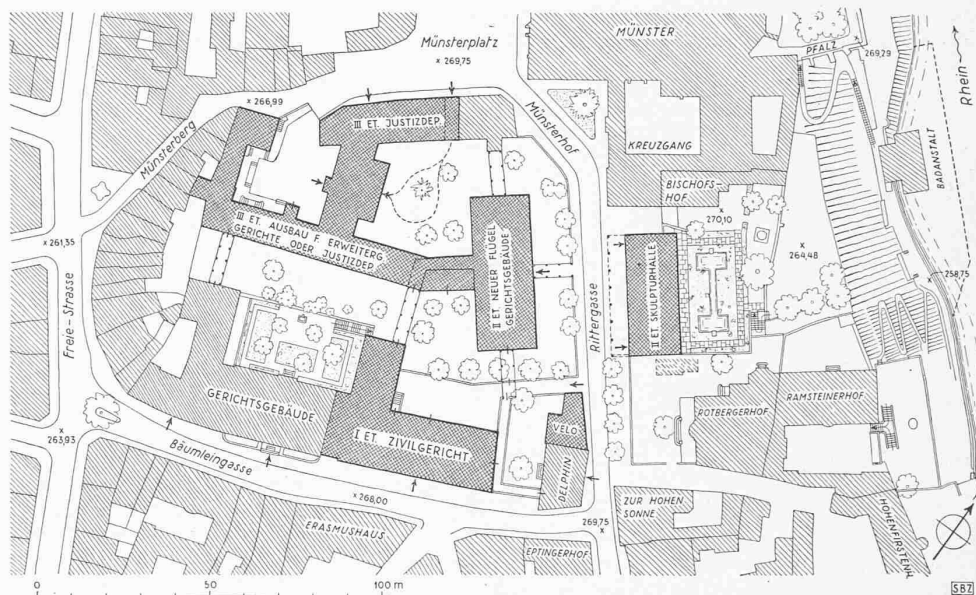 Münsterplatz
× 269,75
MÜNSTER
PFALZ
× 269,29
Rhein
BADANSTALT
× 266,99
III ET. JUSTIZDEP.
Münsterhof
Münsterberg
KREUZGANG
BISCHOFS-
HOF
× 270,10
× 261,35
III ET. AUSBAU F. ERWEITERG
GERICHTE ODER
JUSTIZDEP.
II ET. NEUER FLÜGEL
GERICHTSGEBÄUDE
Rittergasse
II ET. SKULPTURHALLE
× 264,48
× 258,75
Freie-Strasse
GERICHTSGEBÄUDE
I ET. ZIVILGERICHT
VELO
DELPHIN
ROTBERGERHOF
RAMSTEINERHOF
× 263,93
Bäumleingasse
× 268,00
ERASMUSHAUS
269,75
×
EPTINGERHOF
ZUR HOHEN
SONNE
HOHENFIRSTENH.
0 50 100 m
SBZ